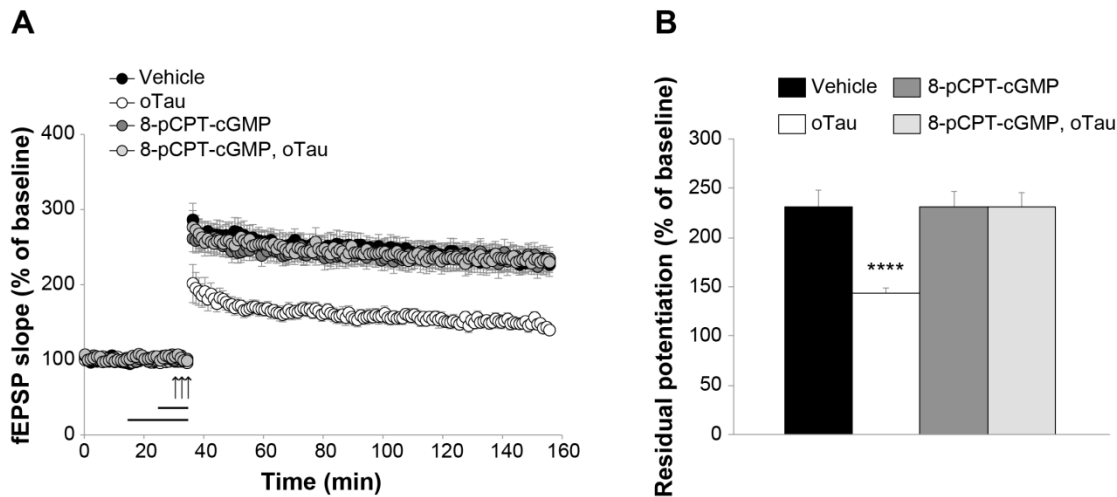 A
Vehicle
oTau
8-pCPT-cGMP
8-pCPT-cGMP, oTau
fEPSP slope (% of baseline)
400
300
200
100
0
0 20 40 60 80 100 120 140 160
Time (min)
B
Vehicle 8-pCPT-cGMP
oTau 8-pCPT-cGMP, oTau
Residual potentiation (% of baseline)
300
250
200
150
100
50
0
****